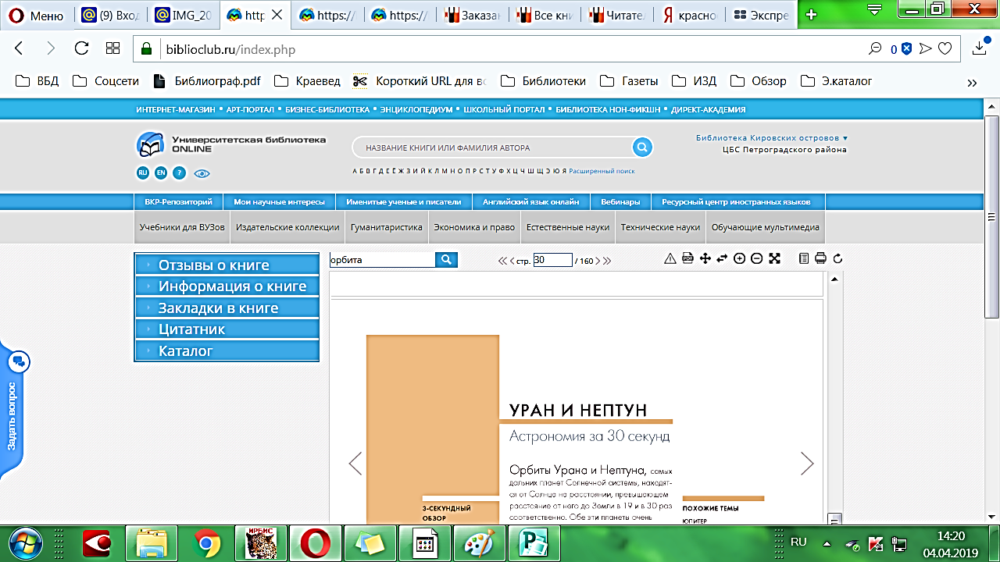 Меню
(9) Вход
IMG_20
http
https://
https://
Заказан
Все кни
Читате
красно
Экспре
biblioclub.ru/index.php
0
ВБД
Соцсети
Библиограф.pdf
Краевед
Короткий URL для вс
Библиотеки
Газеты
ИЗД
Обзор
Э.каталог
»
ИНТЕРНЕТ-МАГАЗИН • АРТ-ПОРТАЛ • БИЗНЕС-БИБЛИОТЕКА • ЭНЦИКЛОПЕДИУМ • ШКОЛЬНЫЙ ПОРТАЛ • БИБЛИОТЕКА НОН-ФИКШН • ДИРЕКТ-АКАДЕМИЯ
Университетская библиотека
ONLINE
RU EN ?
НАЗВАНИЕ КНИГИ ИЛИ ФАМИЛИЯ АВТОРА
А Б В Г Д Е Ё Ж З И Й К Л М Н О П Р С Т У Ф Х Ц Ч Ш Щ Э Ю Я Расширенный поиск
Библиотека Кировских островов ▾
ЦБС Петроградского района
ВКР-Репозиторий
Мои научные интересы
Именитые ученые и писатели
Английский язык онлайн
Вебинары
Ресурсный центр иностранных языков
Учебники для ВУЗов
Издательские коллекции
Гуманитаристика
Экономика и право
Естественные науки
Технические науки
Обучающие мультимедиа
Отзывы о книге
Информация о книге
Закладки в книге
Цитатник
Каталог
Задать вопрос
орбита
стр. 30 / 160
PDF
УРАН И НЕПТУН
Астрономия за 30 секунд
Орбиты Урана и Нептуна, самых
дальних планет Солнечной системы, находят-
ся от Солнца на расстоянии, превышающем
расстояние от него до Земли в 19 и в 30 раз
соответственно. Обе эти планеты очень
3-СЕКУНДНЫЙ
ОБЗОР
ПОХОЖИЕ ТЕМЫ
ЮПИТЕР
ИРБИС
RU
14:20
04.04.2019